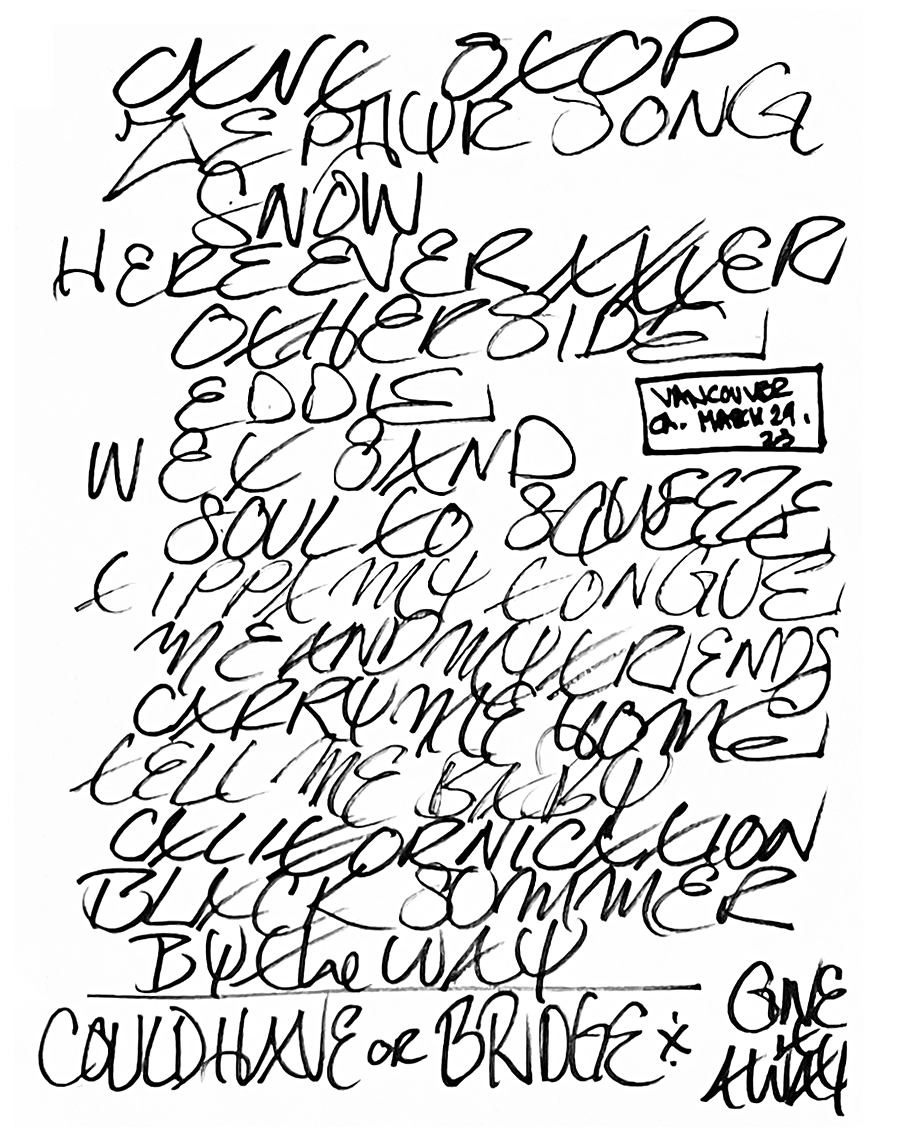 CANT STOP
ZEPHYR SONG
SNOW
HERE EVER AFTER
OTHERSIDE
EDDIE
VANCOUVER
CA. MARCH 29.
23
WET SAND
SOUL TO SQUEEZE
TIPPA MY TONGUE
ME AND MY FRIENDS
CARRY ME HOME
TELL ME BABY
CALIFORNICATION
BLACK SUMMER
BY the WAY
COULD HAVE or BRIDGE
GIVE
it
AWAY